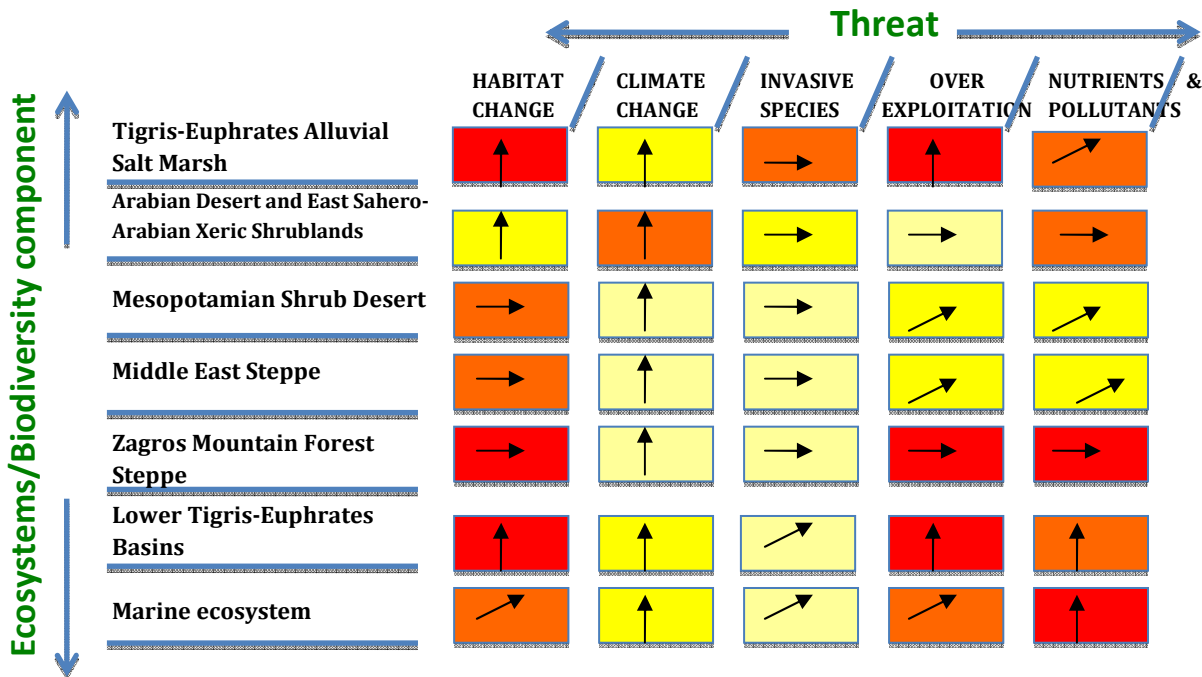 Threat
HABITAT
CHANGE
CLIMATE
CHANGE
INVASIVE
SPECIES
OVER
EXPLOITATION
NUTRIENTS &
POLLUTANTS
Ecosystems/Biodiversity component
Tigris-Euphrates Alluvial
Salt Marsh
Arabian Desert and East Sahero-
Arabian Xeric Shrublands
Mesopotamian Shrub Desert
Middle East Steppe
Zagros Mountain Forest
Steppe
Lower Tigris-Euphrates
Basins
Marine ecosystem